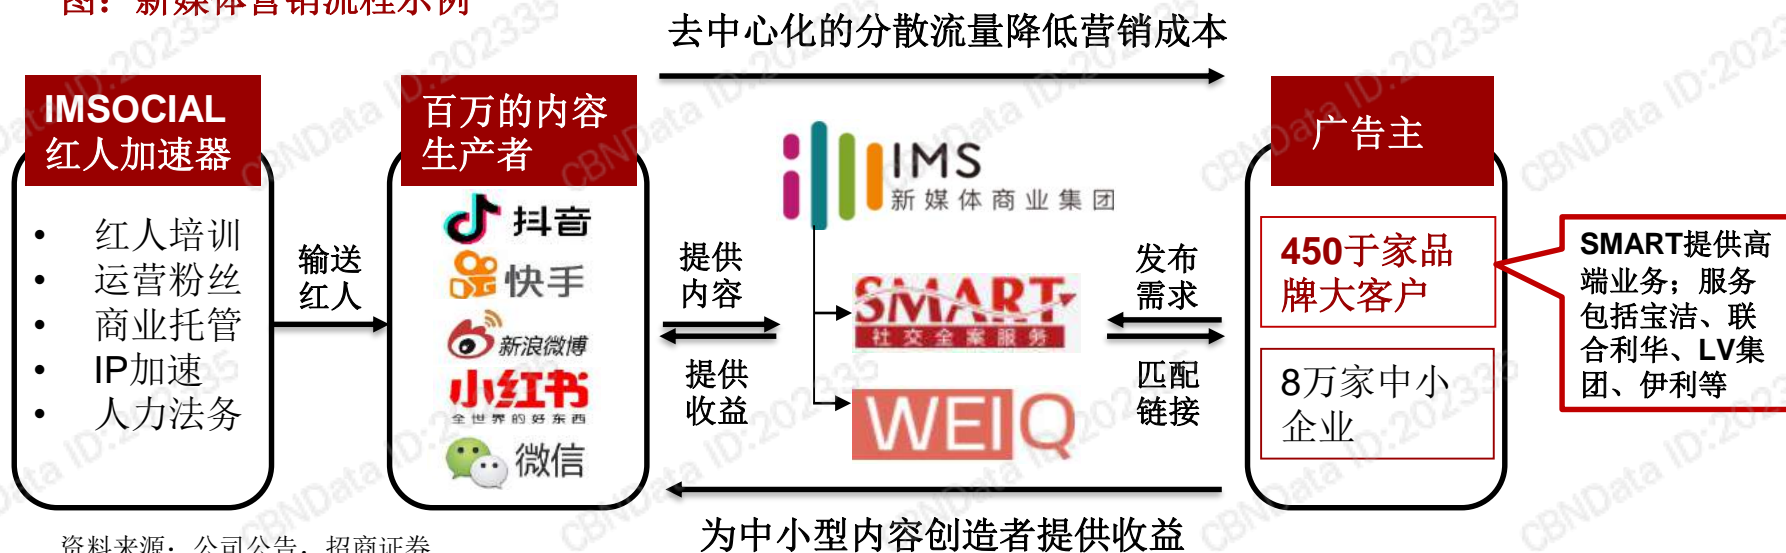 图：新媒体营销流程示例
去中心化的分散流量降低营销成本
IMSOCIAL
红人加速器
• 红人培训
• 运营粉丝
• 商业托管
• IP加速
• 人力法务
输送
红人
百万的内容
生产者
抖音
快手
新浪微博
小红书
全世界的好东西
微信
提供
内容
提供
收益
IMS
新媒体商业集团
SMART
社交全案服务
WEIQ
发布
需求
匹配
链接
广告主
450于家品
牌大客户
8万家中小
企业
SMART提供高
端业务；服务
包括宝洁、联
合利华、LV集
团、伊利等
为中小型内容创造者提供收益
资料来源：公司公告，招商证券
CBNData ID:202335